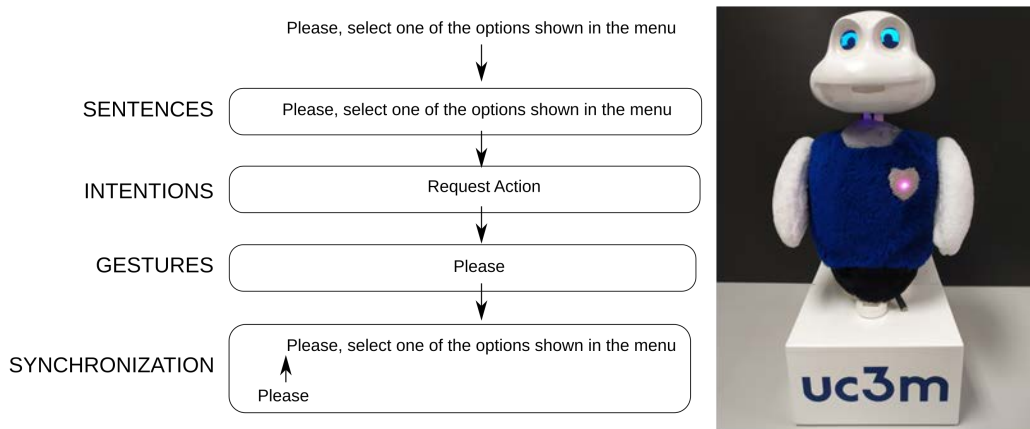 Please, select one of the options shown in the menu
SENTENCES
Please, select one of the options shown in the menu
INTENTIONS
Request Action
GESTURES
Please
SYNCHRONIZATION
Please, select one of the options shown in the menu
Please
uc3m